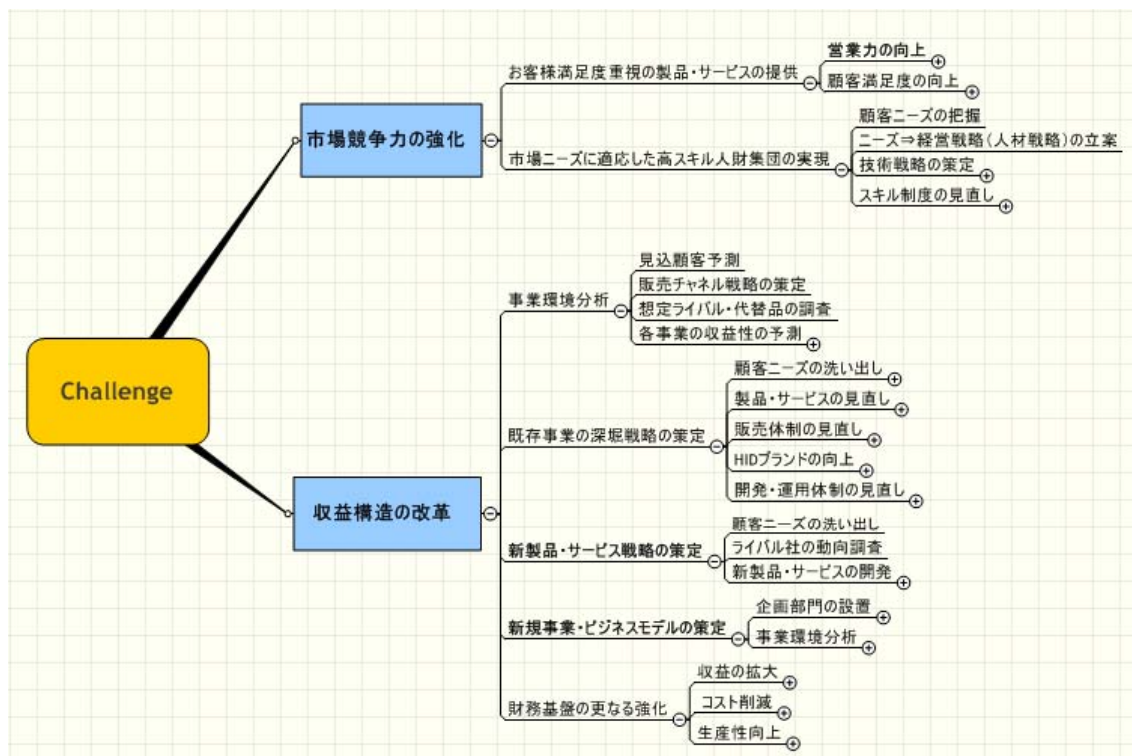 Challenge
市場競争力の強化
お客様満足度重視の製品・サービスの提供
営業力の向上
顧客満足度の向上
市場ニーズに適応した高スキル人財集団の実現
顧客ニーズの把握
ニーズ⇒経営戦略(人材戦略)の立案
技術戦略の策定
スキル制度の見直し
収益構造の改革
事業環境分析
見込顧客予測
販売チャネル戦略の策定
想定ライバル・代替品の調査
各事業の収益性の予測
既存事業の深堀戦略の策定
顧客ニーズの洗い出し
製品・サービスの見直し
販売体制の見直し
HIDブランドの向上
開発・運用体制の見直し
新製品・サービス戦略の策定
顧客ニーズの洗い出し
ライバル社の動向調査
新製品・サービスの開発
新規事業・ビジネスモデルの策定
企画部門の設置
事業環境分析
財務基盤の更なる強化
収益の拡大
コスト削減
生産性向上